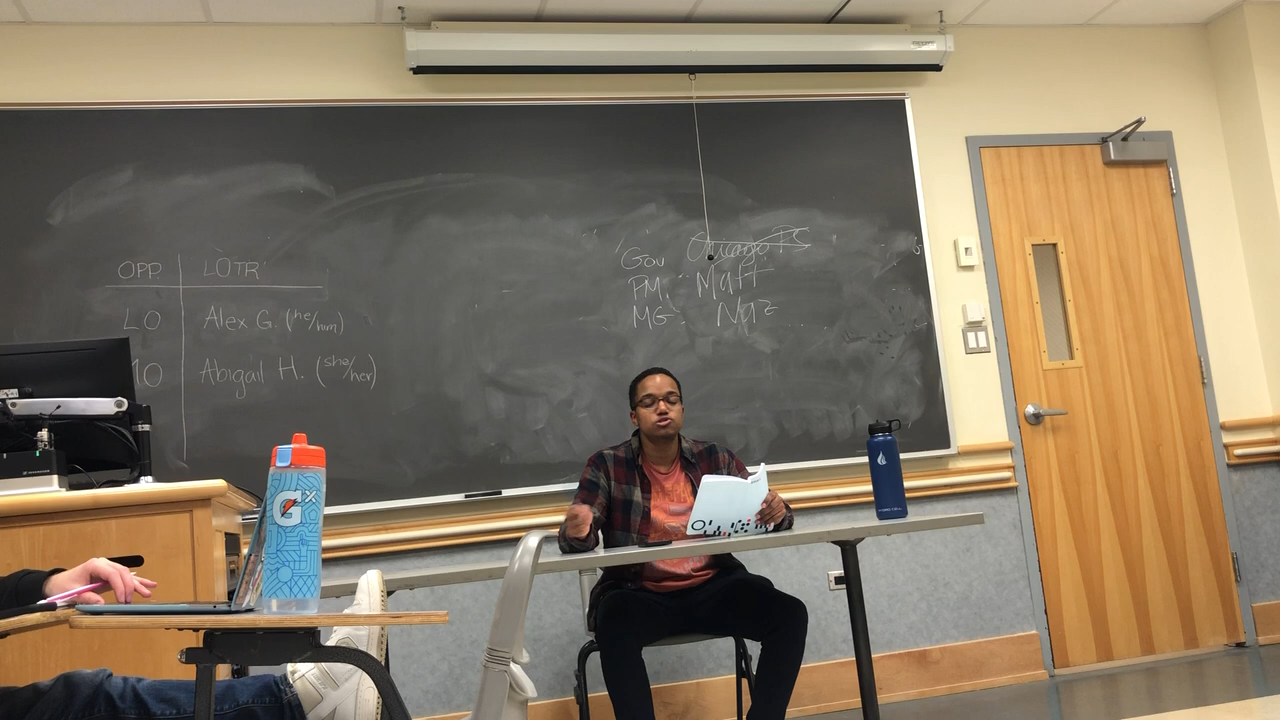 OPP LOTR
LO Alex G. (he/him)
MO Abigail H. (she/her)
Gov Chicago PS
PM: Matt
MG: Naz
G